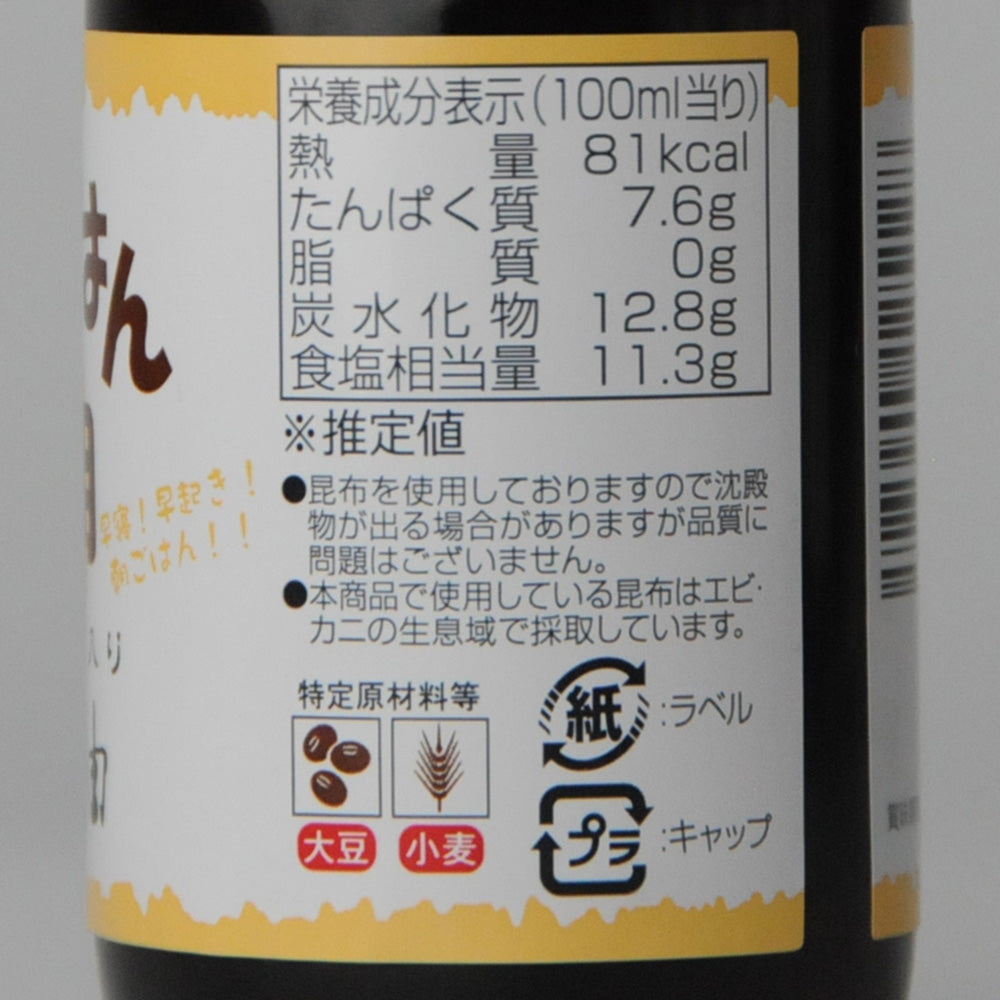 栄養成分表示(100ml当り)
熱量 81kcal
たんぱく質 7.6g
脂質 0g
炭水化物 12.8g
食塩相当量 11.3g
※推定値
●昆布を使用しておりますので沈殿
物が出る場合がありますが品質に
問題はございません。
●本商品で使用している昆布はエビ・
カニの生息域で採取しています。
特定原材料等
大豆
小麦
紙:ラベル
プラ:キャップ
はん
早寝!早起き!
朝ごはん!!
入り